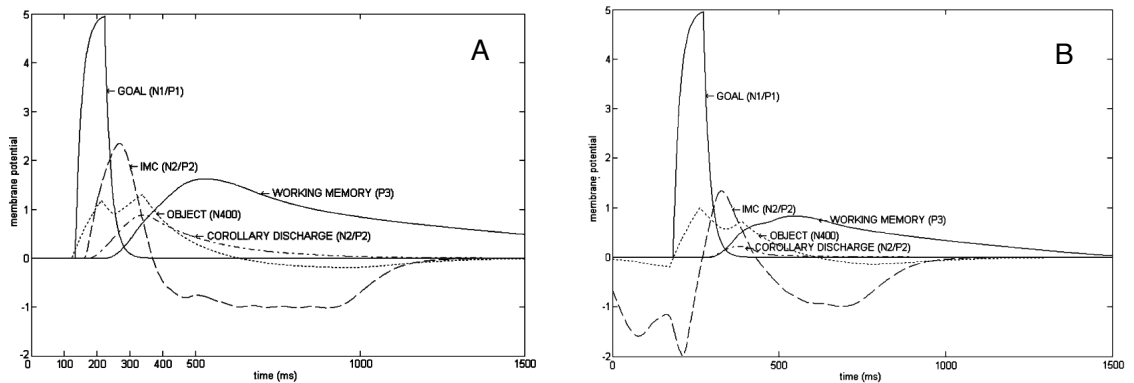 A
5
4
3
2
1
0
-1
-2
membrane potential
GOAL (N1/P1)
IMC (N2/P2)
WORKING MEMORY (P3)
OBJECT (N400)
COROLLARY DISCHARGE (N2/P2)
0 100 200 300 400 500 1000 1500
time (ms)
B
5
4
3
2
1
0
-1
-2
membrane potential
GOAL (N1/P1)
IMC (N2/P2)
WORKING MEMORY (P3)
OBJECT (N400)
COROLLARY DISCHARGE (N2/P2)
0 500 1000 1500
time (ms)